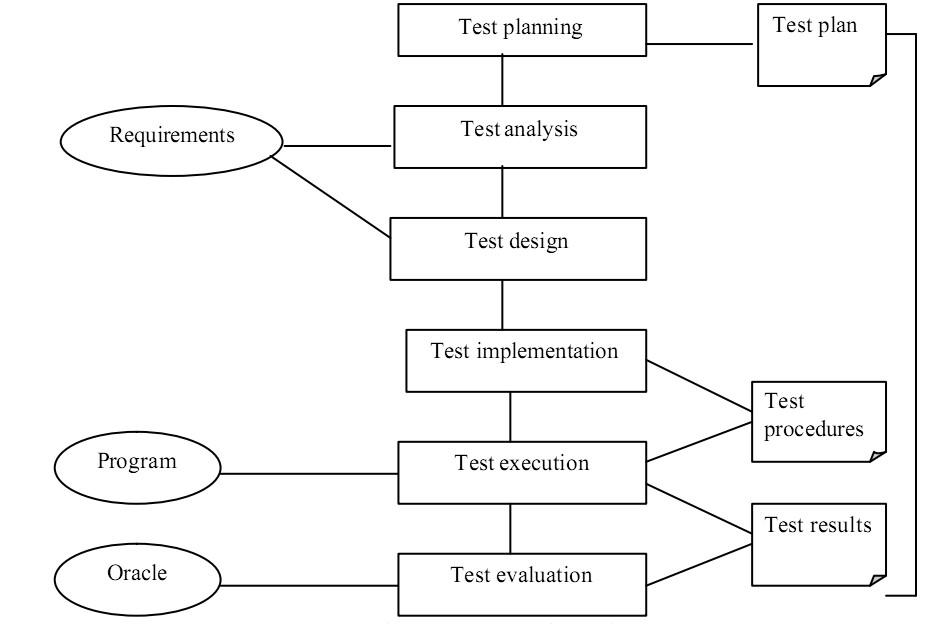 Test planning
Test plan
Requirements
Test analysis
Test design
Test implementation
Test
procedures
Program
Test execution
Test results
Oracle
Test evaluation